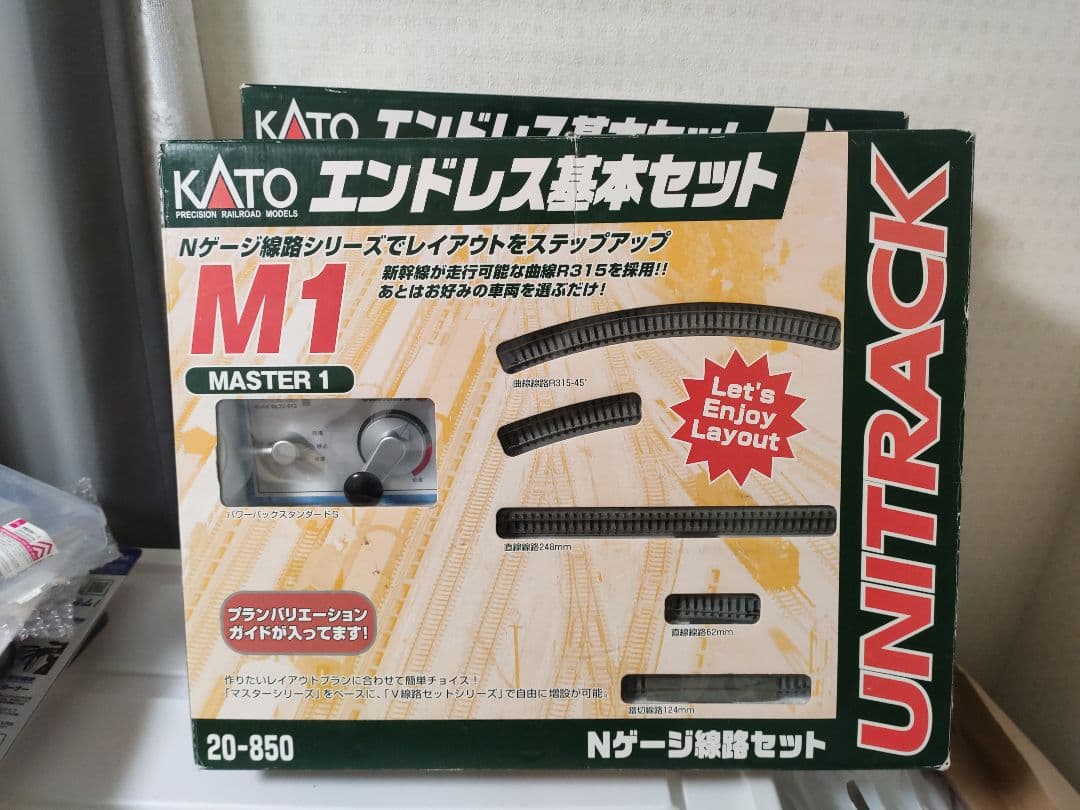 KATO エンドレス基本セット
KATO エンドレス基本セット
PRECISION RAILROAD MODELS
Nゲージ線路シリーズでレイアウトをステップアップ
M1
新幹線が走行可能な曲線R315を採用!!
あとはお好みの車両を選ぶだけ!
MASTER 1
曲線線路R315-45°
Let's
Enjoy
Layout
パワーパックスタンダードS
直線線路248mm
プランバリエーション
ガイドが入ってます!
直線線路62mm
作りたいレイアウトプランに合わせて簡単チョイス!
「マスターシリーズ」をベースに、「V線路セットシリーズ」で自由に増設が可能。
踏切線路124mm
20-850
Nゲージ線路セット
UNITRACK